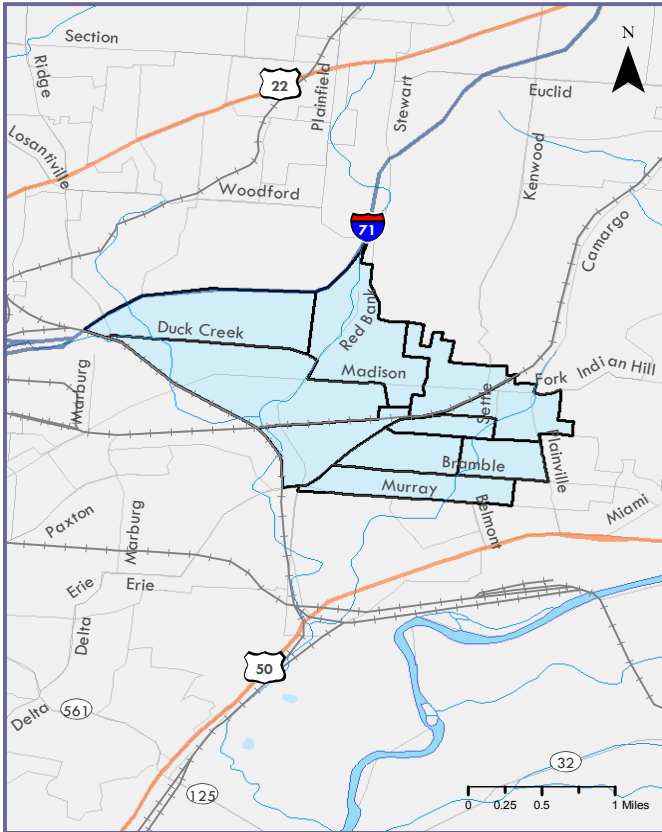 Section
Ridge
22
Plainfield
Stewart
Euclid
N
Losantiville
Woodford
Kenwood
Camargo
71
Duck Creek
Red Bank
Madison
Settle
Fork
Indian Hill
Marburg
Plainville
Bramble
Murray
Belmont
Miami
Paxton
Marburg
Erie
Erie
Delta
50
Delta
561
125
32
0 0.25 0.5 1 Miles